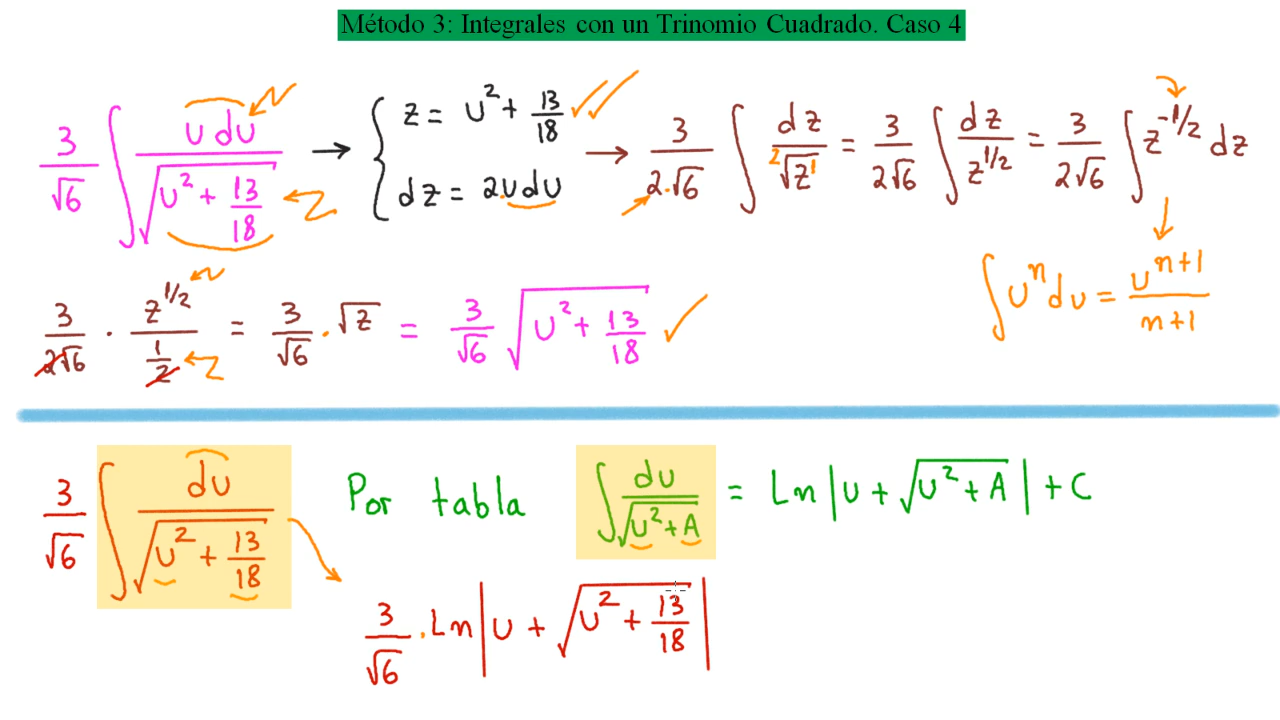 Método 3: Integrales con un Trinomio Cuadrado. Caso 4
3/√6 ∫ u du / √(u² + 13/18) → { z = u² + 13/18
dz = 2u du → 3/(2·√6) ∫ dz / ²√z¹ = 3/(2√6) ∫ dz / z^(1/2) = 3/(2√6) ∫ z^(-1/2) dz
∫ uⁿ du = u^(n+1) / (n+1)
3/(2√6) · z^(1/2) / (1/2) = 3/√6 · √z = 3/√6 √(u² + 13/18)
3/√6 ∫ du / √(u² + 13/18) Por tabla ∫ du / √(u² + A) = Ln|u + √(u² + A)| + C
3/√6 · Ln|u + √(u² + 13/18)|